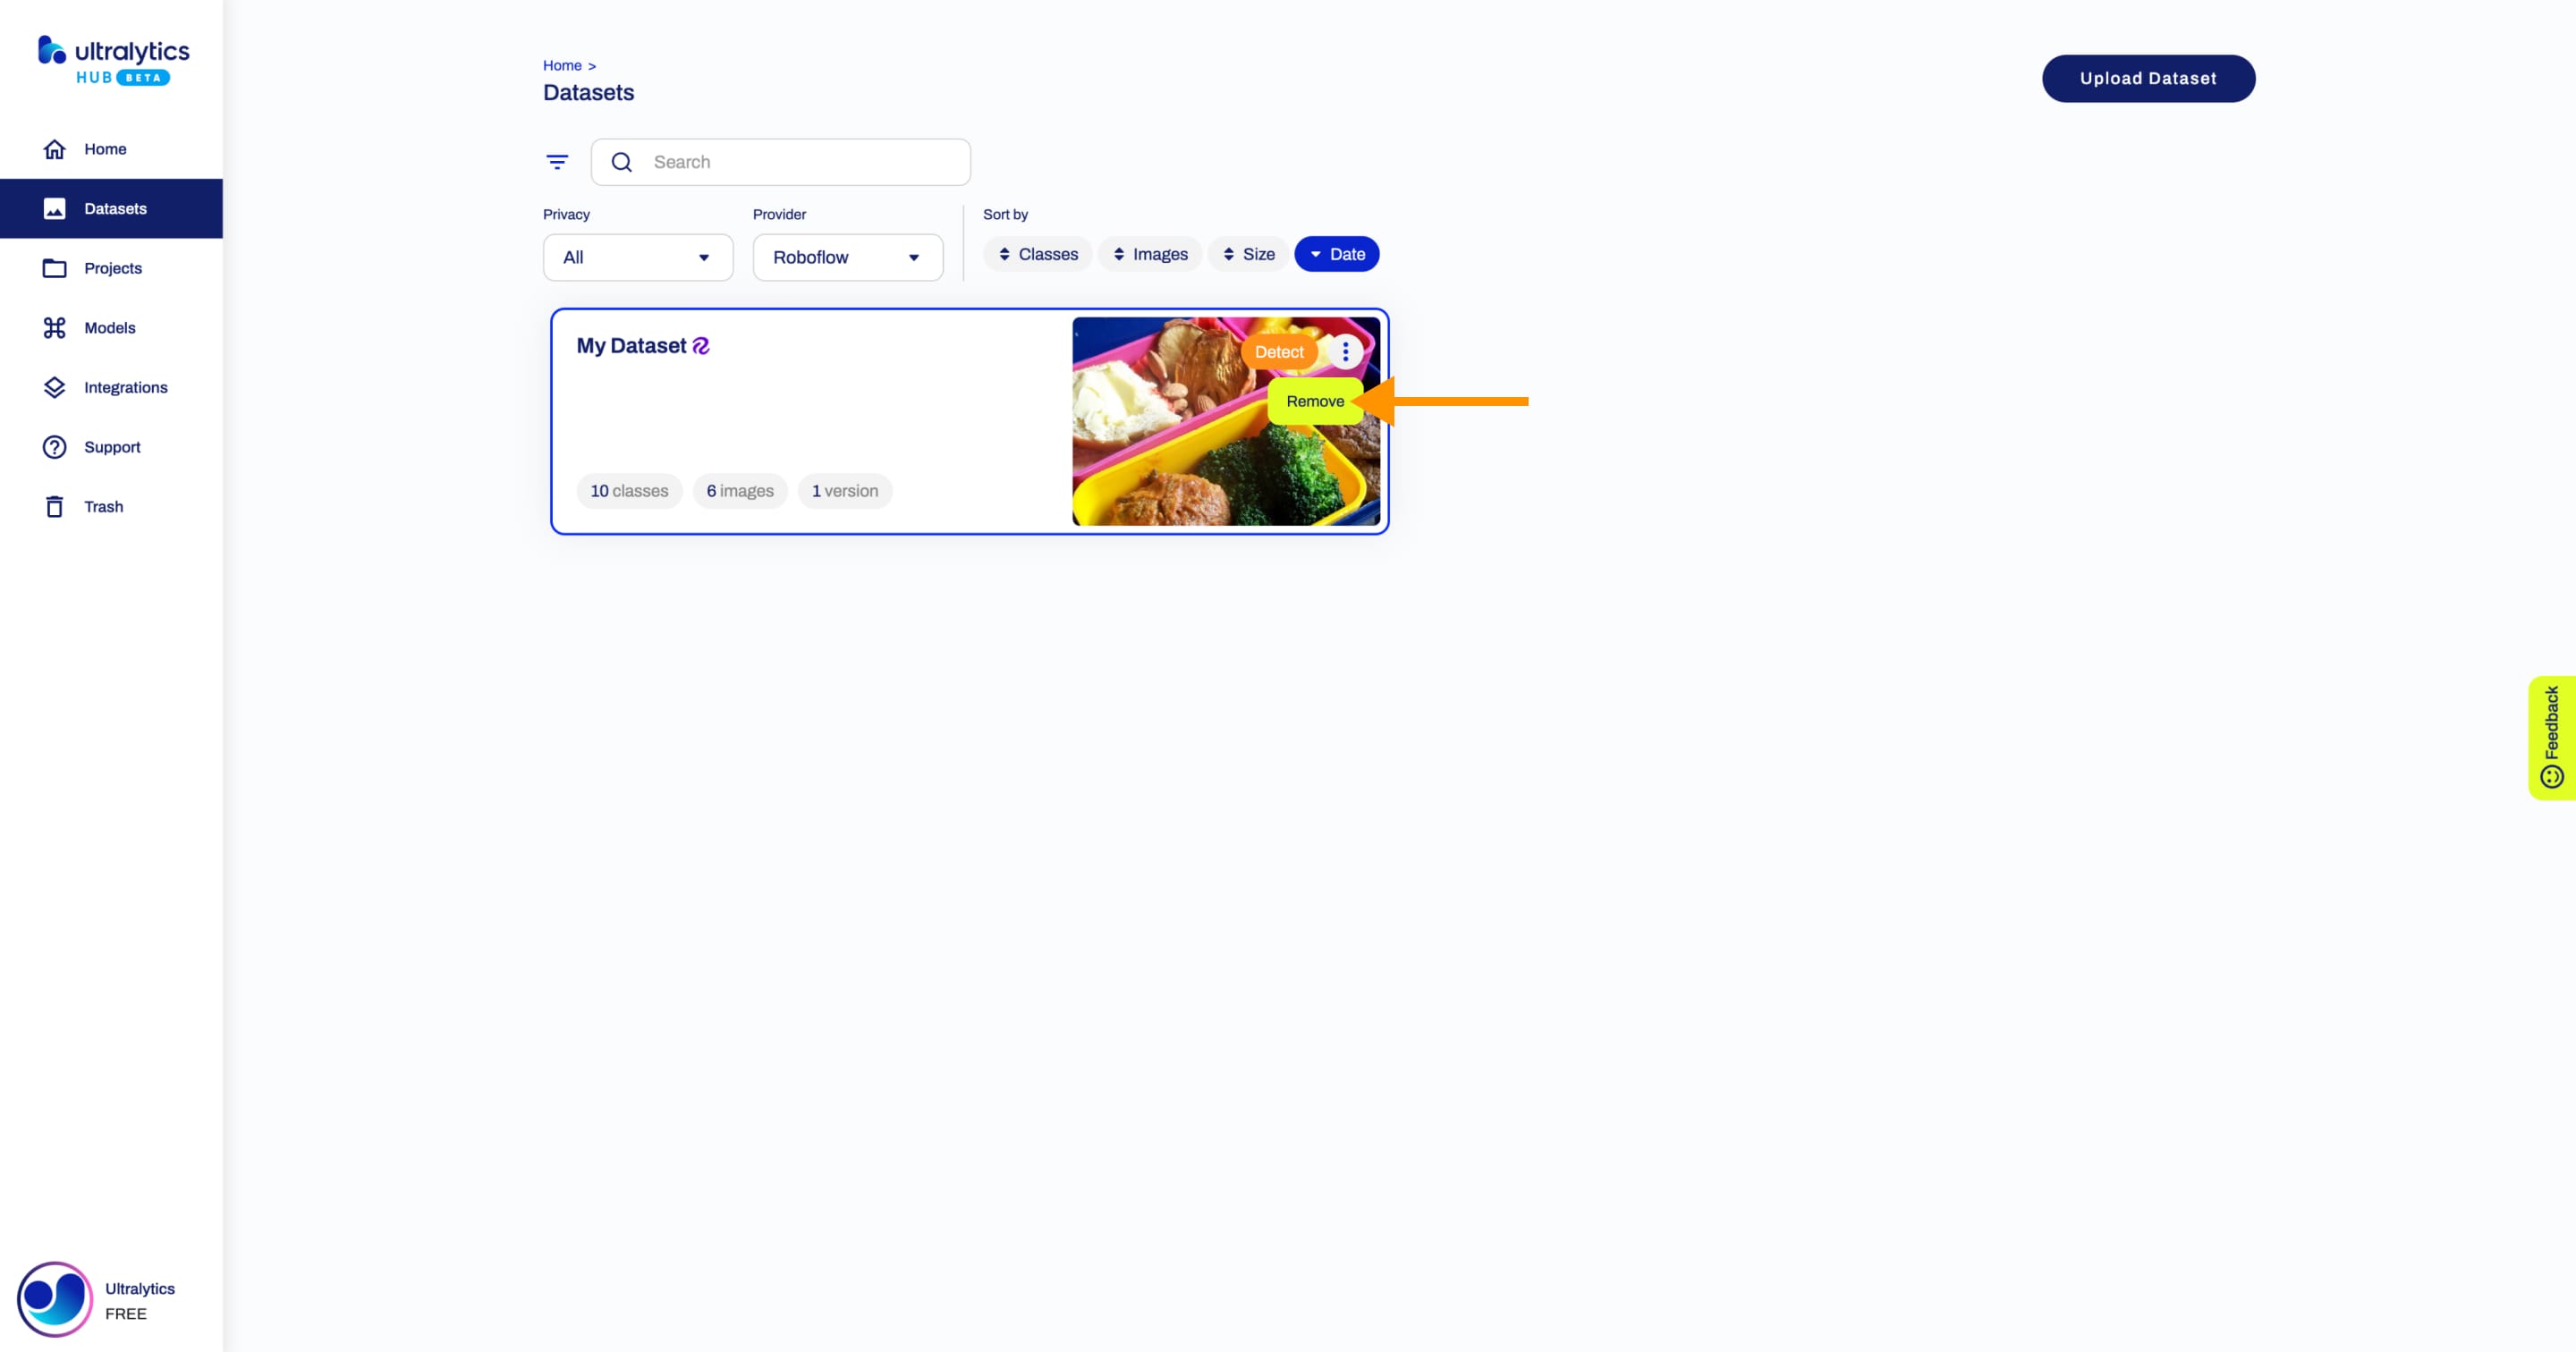 ultralytics
HUB BETA
Home
Datasets
Projects
Models
Integrations
Support
Trash
Ultralytics
FREE
Home >
Datasets
Upload Dataset
Search
Privacy
Provider
Sort by
All
Roboflow
Classes
Images
Size
Date
My Dataset
Detect
Remove
10 classes
6 images
1 version
Feedback